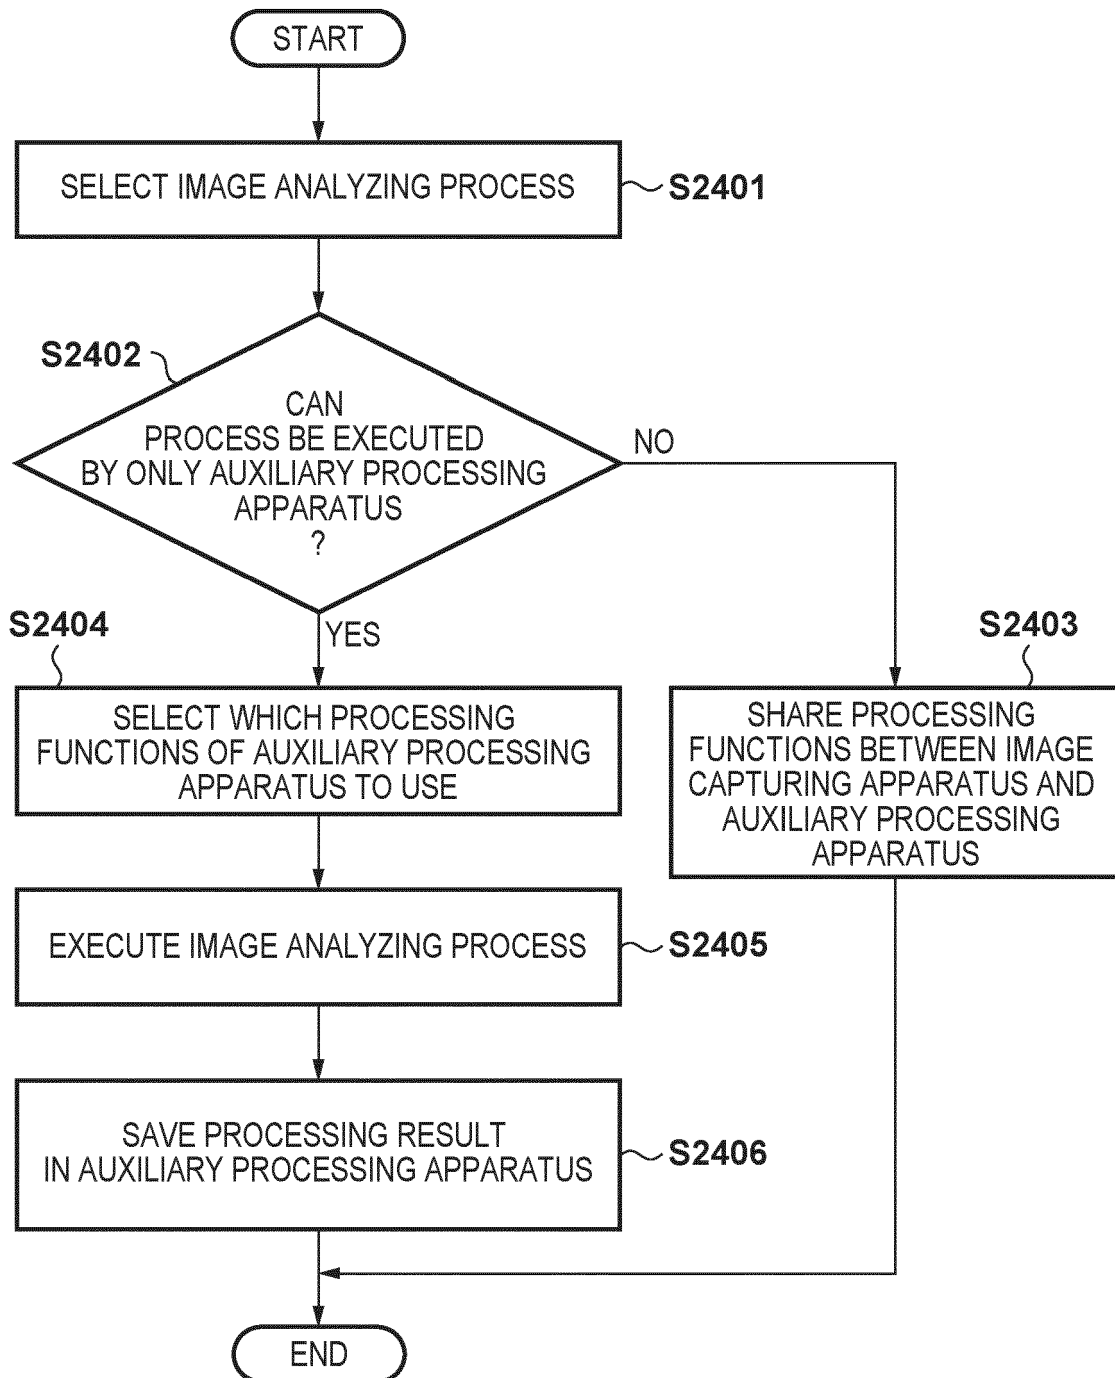 START
SELECT IMAGE ANALYZING PROCESS
S2401
S2402
CAN
PROCESS BE EXECUTED
BY ONLY AUXILIARY PROCESSING
APPARATUS
?
NO
YES
S2404
SELECT WHICH PROCESSING
FUNCTIONS OF AUXILIARY PROCESSING
APPARATUS TO USE
S2403
SHARE PROCESSING
FUNCTIONS BETWEEN IMAGE
CAPTURING APPARATUS AND
AUXILIARY PROCESSING
APPARATUS
EXECUTE IMAGE ANALYZING PROCESS
S2405
SAVE PROCESSING RESULT
IN AUXILIARY PROCESSING APPARATUS
S2406
END